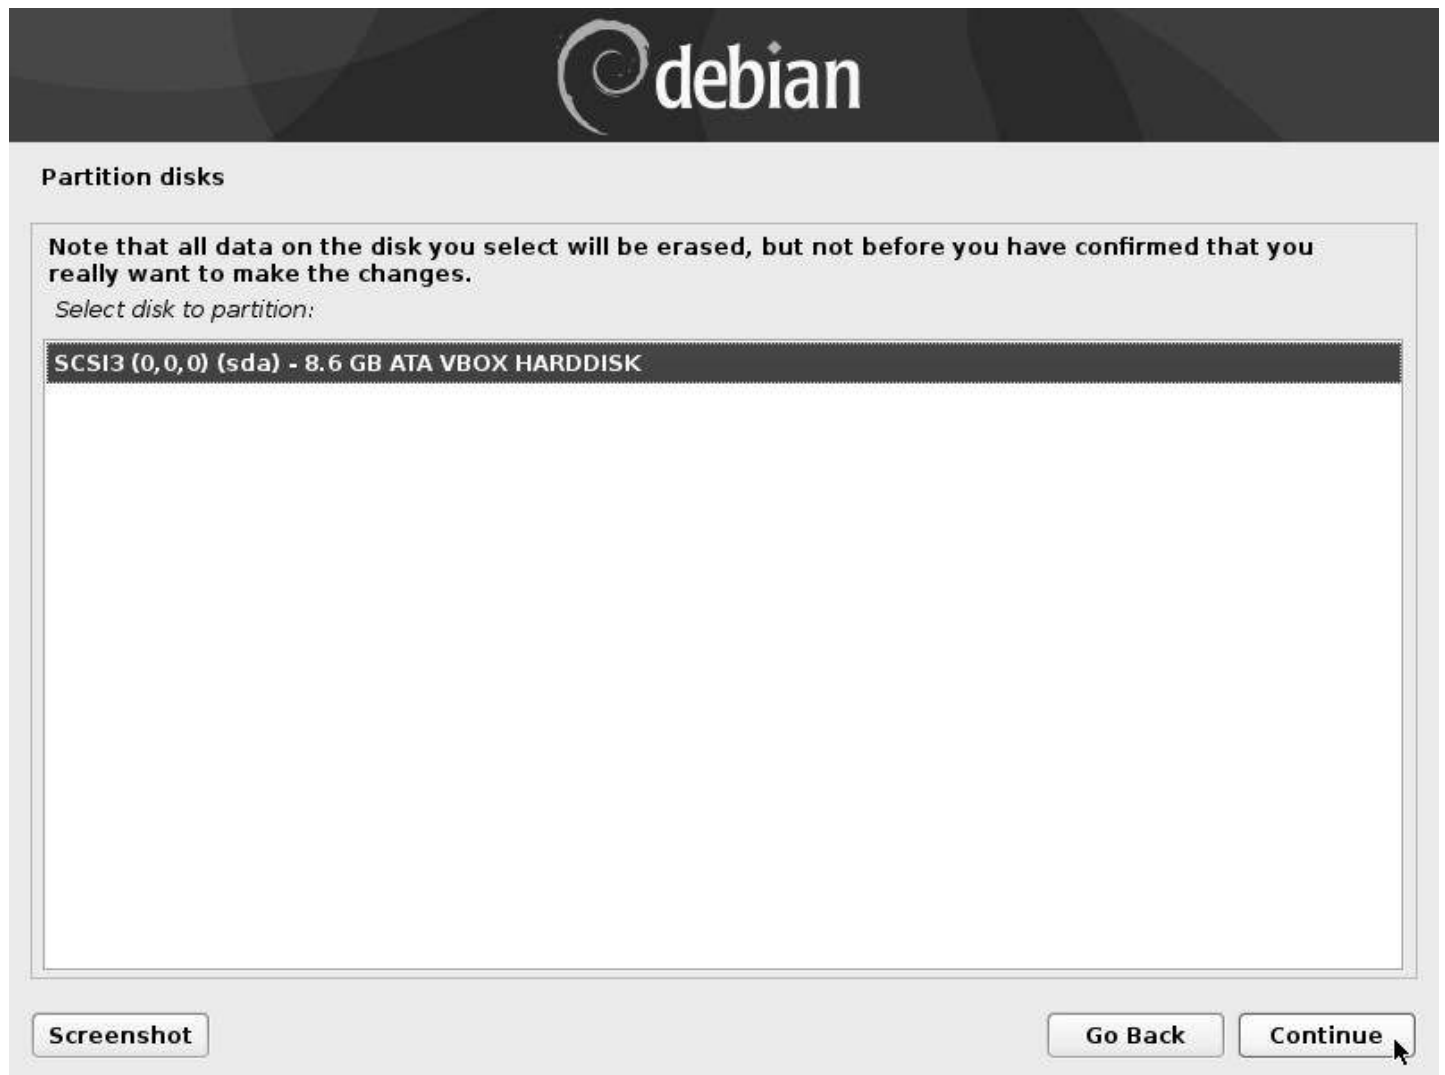 debian
Partition disks
Note that all data on the disk you select will be erased, but not before you have confirmed that you
really want to make the changes.
Select disk to partition:
SCSI3 (0,0,0) (sda) - 8.6 GB ATA VBOX HARDDISK
Screenshot
Go Back
Continue